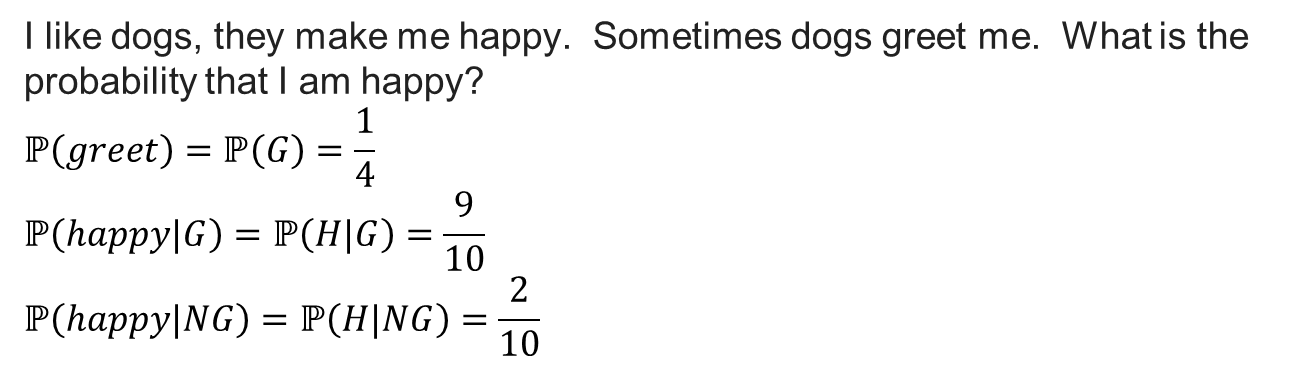 I like dogs, they make me happy. Sometimes dogs greet me. What is the
probability that I am happy?
ℙ(greet) = ℙ(G) = 1/4
ℙ(happy|G) = ℙ(H|G) = 9/10
ℙ(happy|NG) = ℙ(H|NG) = 2/10